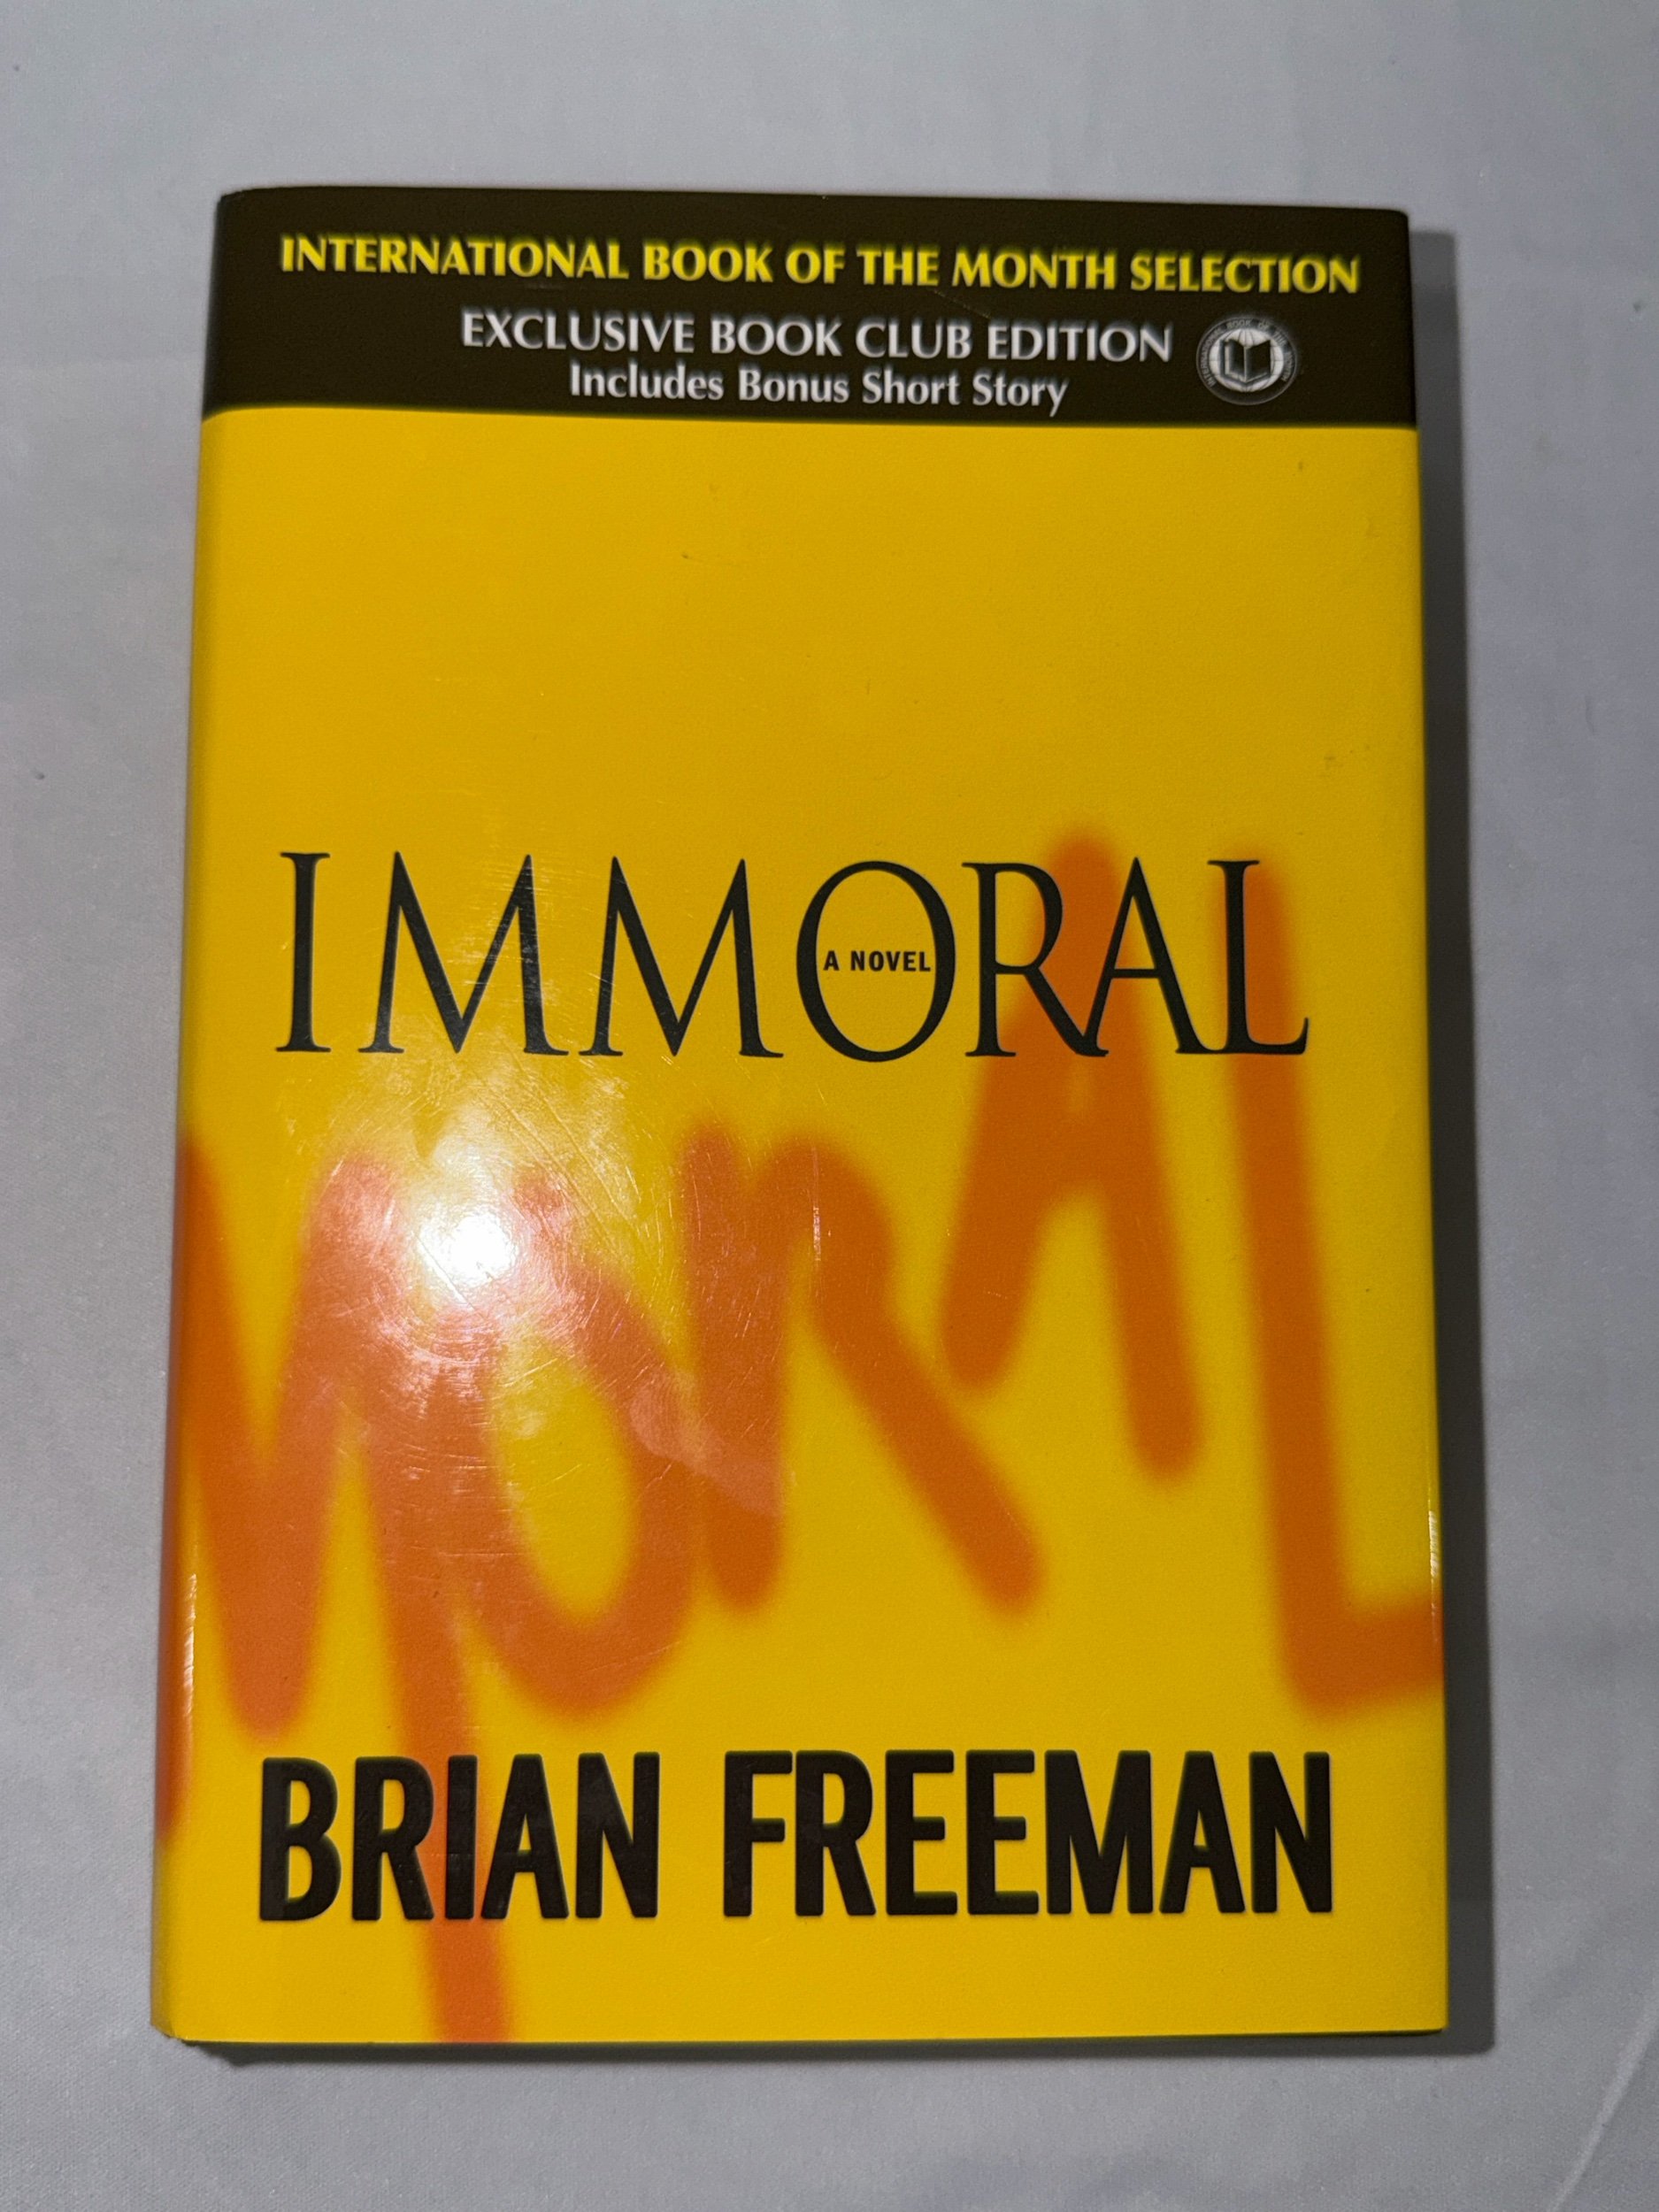 INTERNATIONAL BOOK OF THE MONTH SELECTION
EXCLUSIVE BOOK CLUB EDITION
Includes Bonus Short Story
IMMORAL
A NOVEL
MORAL
BRIAN FREEMAN